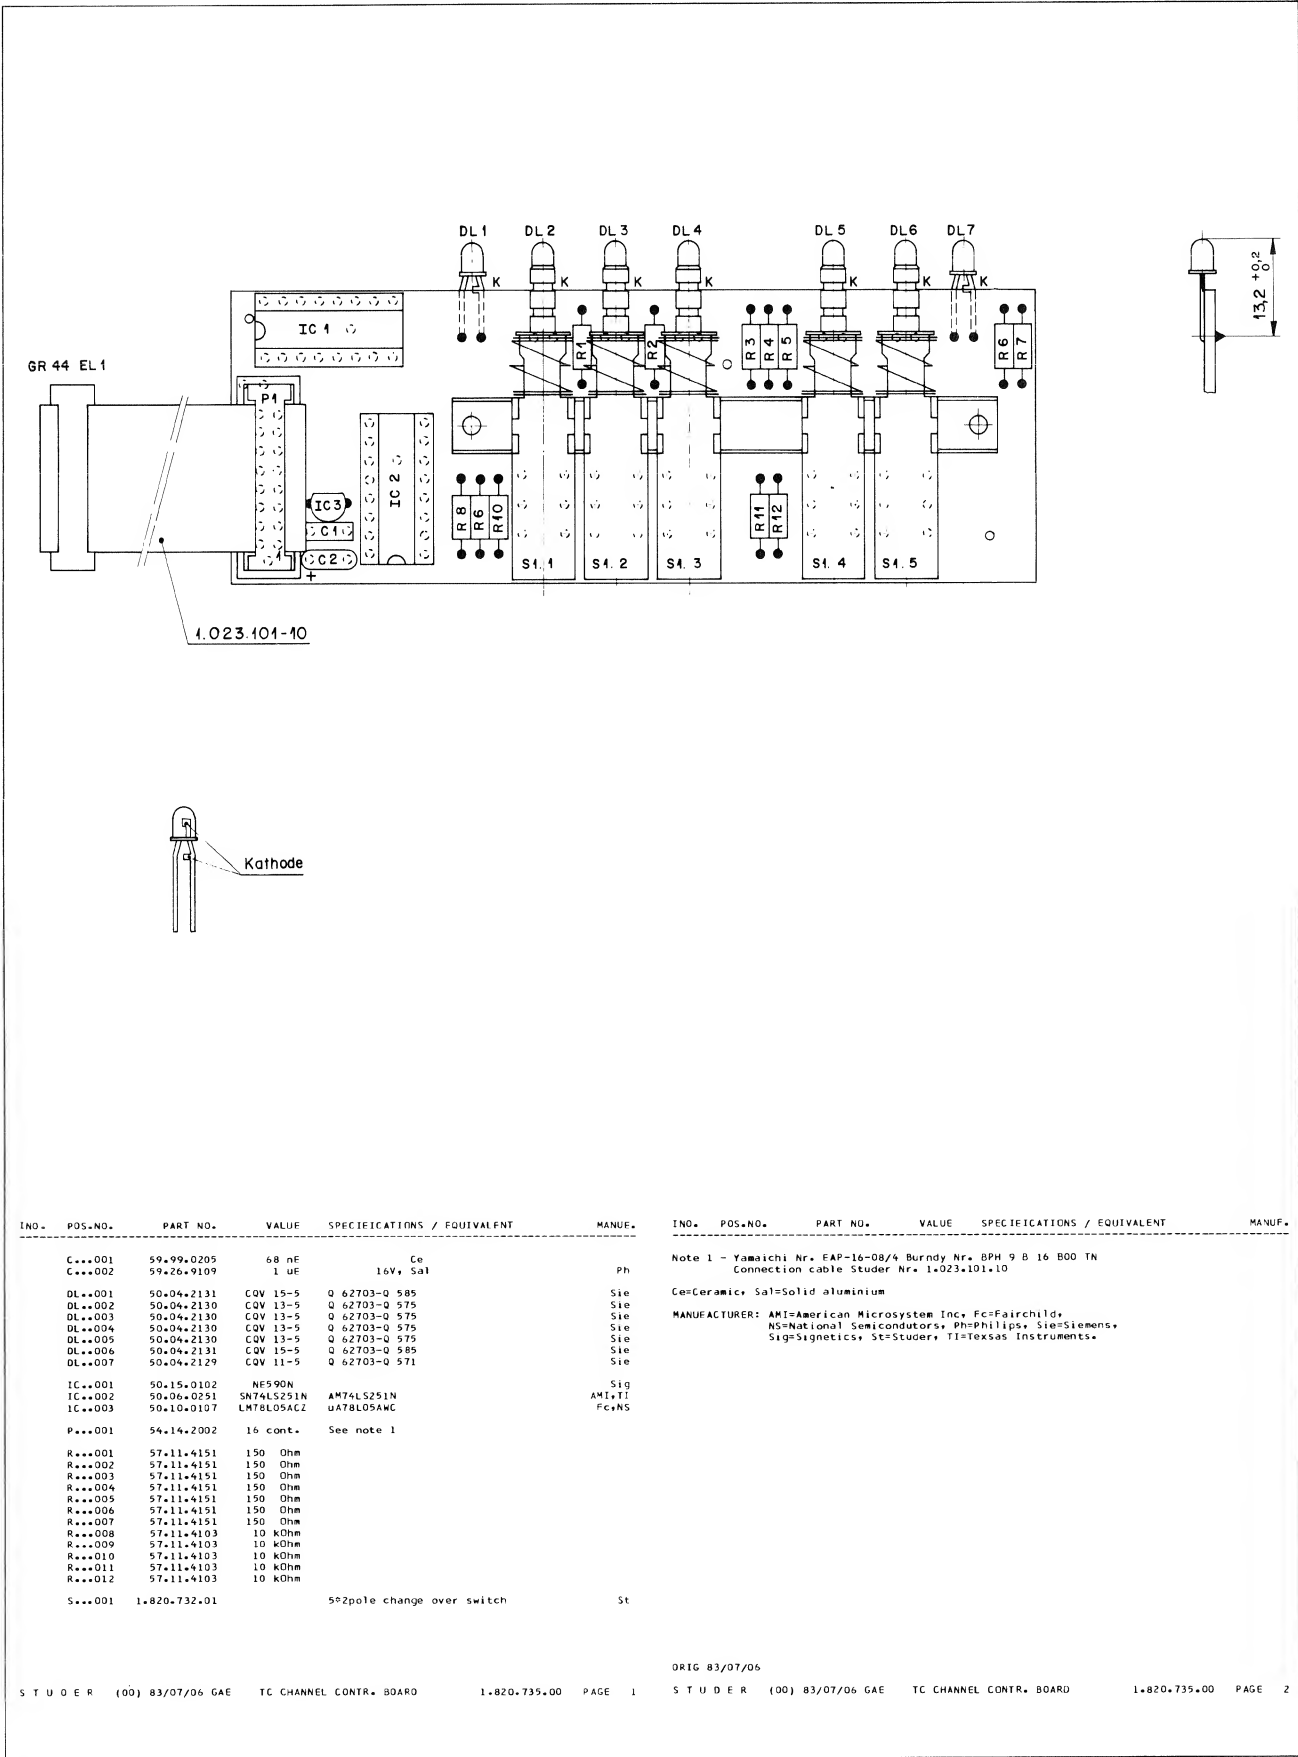 DL1 DL2 DL3 DL4 DL5 DL6 DL7
K K K K K K K
13,2 +0,2 0
IC1
R1 R2 R3 R4 R5 R6 R7
GR 44 EL1
P1
IC2
IC3
C1
1 C2
+
R8 R6 R10 R11 R12
S1.1 S1.2 S1.3 S1.4 S1.5
1.023.101-10
Kathode
INO. POS.NO. PART NO. VALUE SPECIEICATIONS / EQUIVALENT MANUE.
C...001 59.99.0205 68 nE Ce
C...002 59.26.9109 1 uE 16V, Sal Ph
DL..001 50.04.2131 CQV 15-5 Q 62703-Q 585 Sie
DL..002 50.04.2130 CQV 13-5 Q 62703-Q 575 Sie
DL..003 50.04.2130 CQV 13-5 Q 62703-Q 575 Sie
DL..004 50.04.2130 CQV 13-5 Q 62703-Q 575 Sie
DL..005 50.04.2130 CQV 13-5 Q 62703-Q 575 Sie
DL..006 50.04.2131 CQV 15-5 Q 62703-Q 585 Sie
DL..007 50.04.2129 CQV 11-5 Q 62703-Q 571 Sie
IC..001 50.15.0102 NE590N Sig
IC..002 50.06.0251 SN74LS251N AM74LS251N AMI,TI
IC..003 50.10.0107 LM78L05ACZ uA78L05AWC Fc,NS
P...001 54.14.2002 16 cont. See note 1
R...001 57.11.4151 150 Ohm
R...002 57.11.4151 150 Ohm
R...003 57.11.4151 150 Ohm
R...004 57.11.4151 150 Ohm
R...005 57.11.4151 150 Ohm
R...006 57.11.4151 150 Ohm
R...007 57.11.4151 150 Ohm
R...008 57.11.4103 10 kOhm
R...009 57.11.4103 10 kOhm
R...010 57.11.4103 10 kOhm
R...011 57.11.4103 10 kOhm
R...012 57.11.4103 10 kOhm
S...001 1.820.732.01 5*2pole change over switch St
STUDER (00) 83/07/06 GAE TC CHANNEL CONTR. BOARD 1.820.735.00 PAGE 1
INO. POS.NO. PART NO. VALUE SPECIEICATIONS / EQUIVALENT MANUF.
Note 1 - Yamaichi Nr. EAP-16-08/4 Burndy Nr. BPH 9 B 16 B00 TN
Connection cable Studer Nr. 1.023.101.10
Ce=Ceramic, Sal=Solid aluminium
MANUEACTURER: AMI=American Microsystem Inc, Fc=Fairchild,
NS=National Semicondutors, Ph=Philips, Sie=Siemens,
Sig=Signetics, St=Studer, TI=Texsas Instruments.
ORIG 83/07/06
STUDER (00) 83/07/06 GAE TC CHANNEL CONTR. BOARD 1.820.735.00 PAGE 2